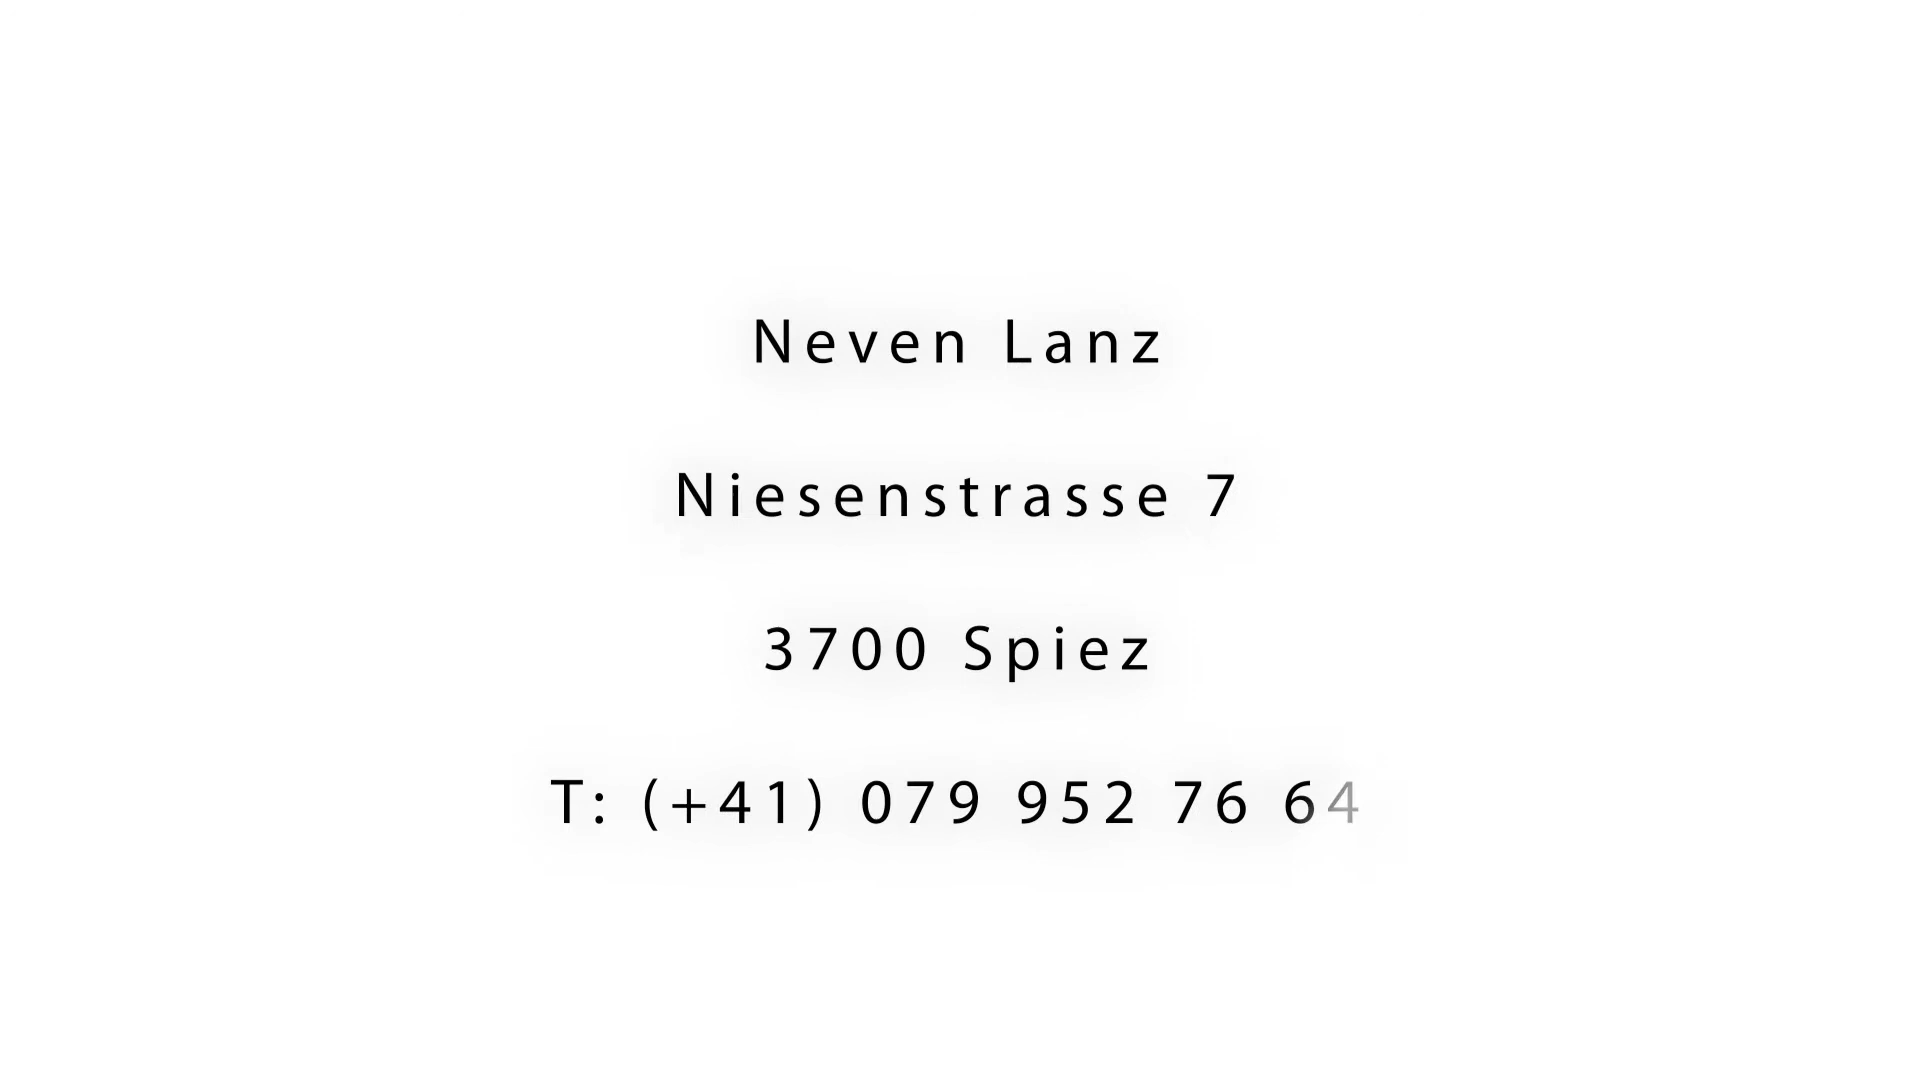 Neven Lanz
Niesenstrasse 7
3700 Spiez
T: (+41) 079 952 76 64